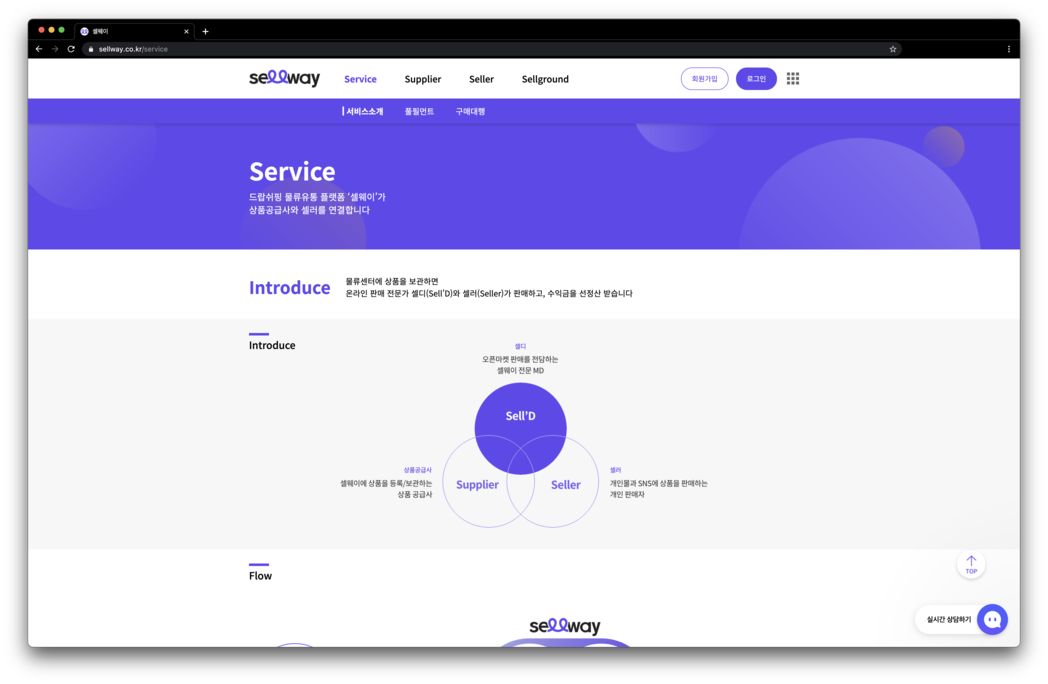 셀웨이
sellway.co.kr/service
sellway
Service
Supplier
Seller
Sellground
회원가입
로그인
서비스소개
풀필먼트
구매대행
Service
드랍쉬핑 물류유통 플랫폼 '셀웨이'가
상품공급사와 셀러를 연결합니다
Introduce
물류센터에 상품을 보관하면
온라인 판매 전문가 셀디(Sell'D)와 셀러(Seller)가 판매하고, 수익금을 선정산 받습니다
Introduce
셀디
오픈마켓 판매를 전담하는
셀웨이 전문 MD
Sell'D
상품공급사
셀웨이에 상품을 등록/보관하는
상품 공급사
Supplier
Seller
셀러
개인몰과 SNS에 상품을 판매하는
개인 판매자
Flow
TOP
sellway
실시간 상담하기